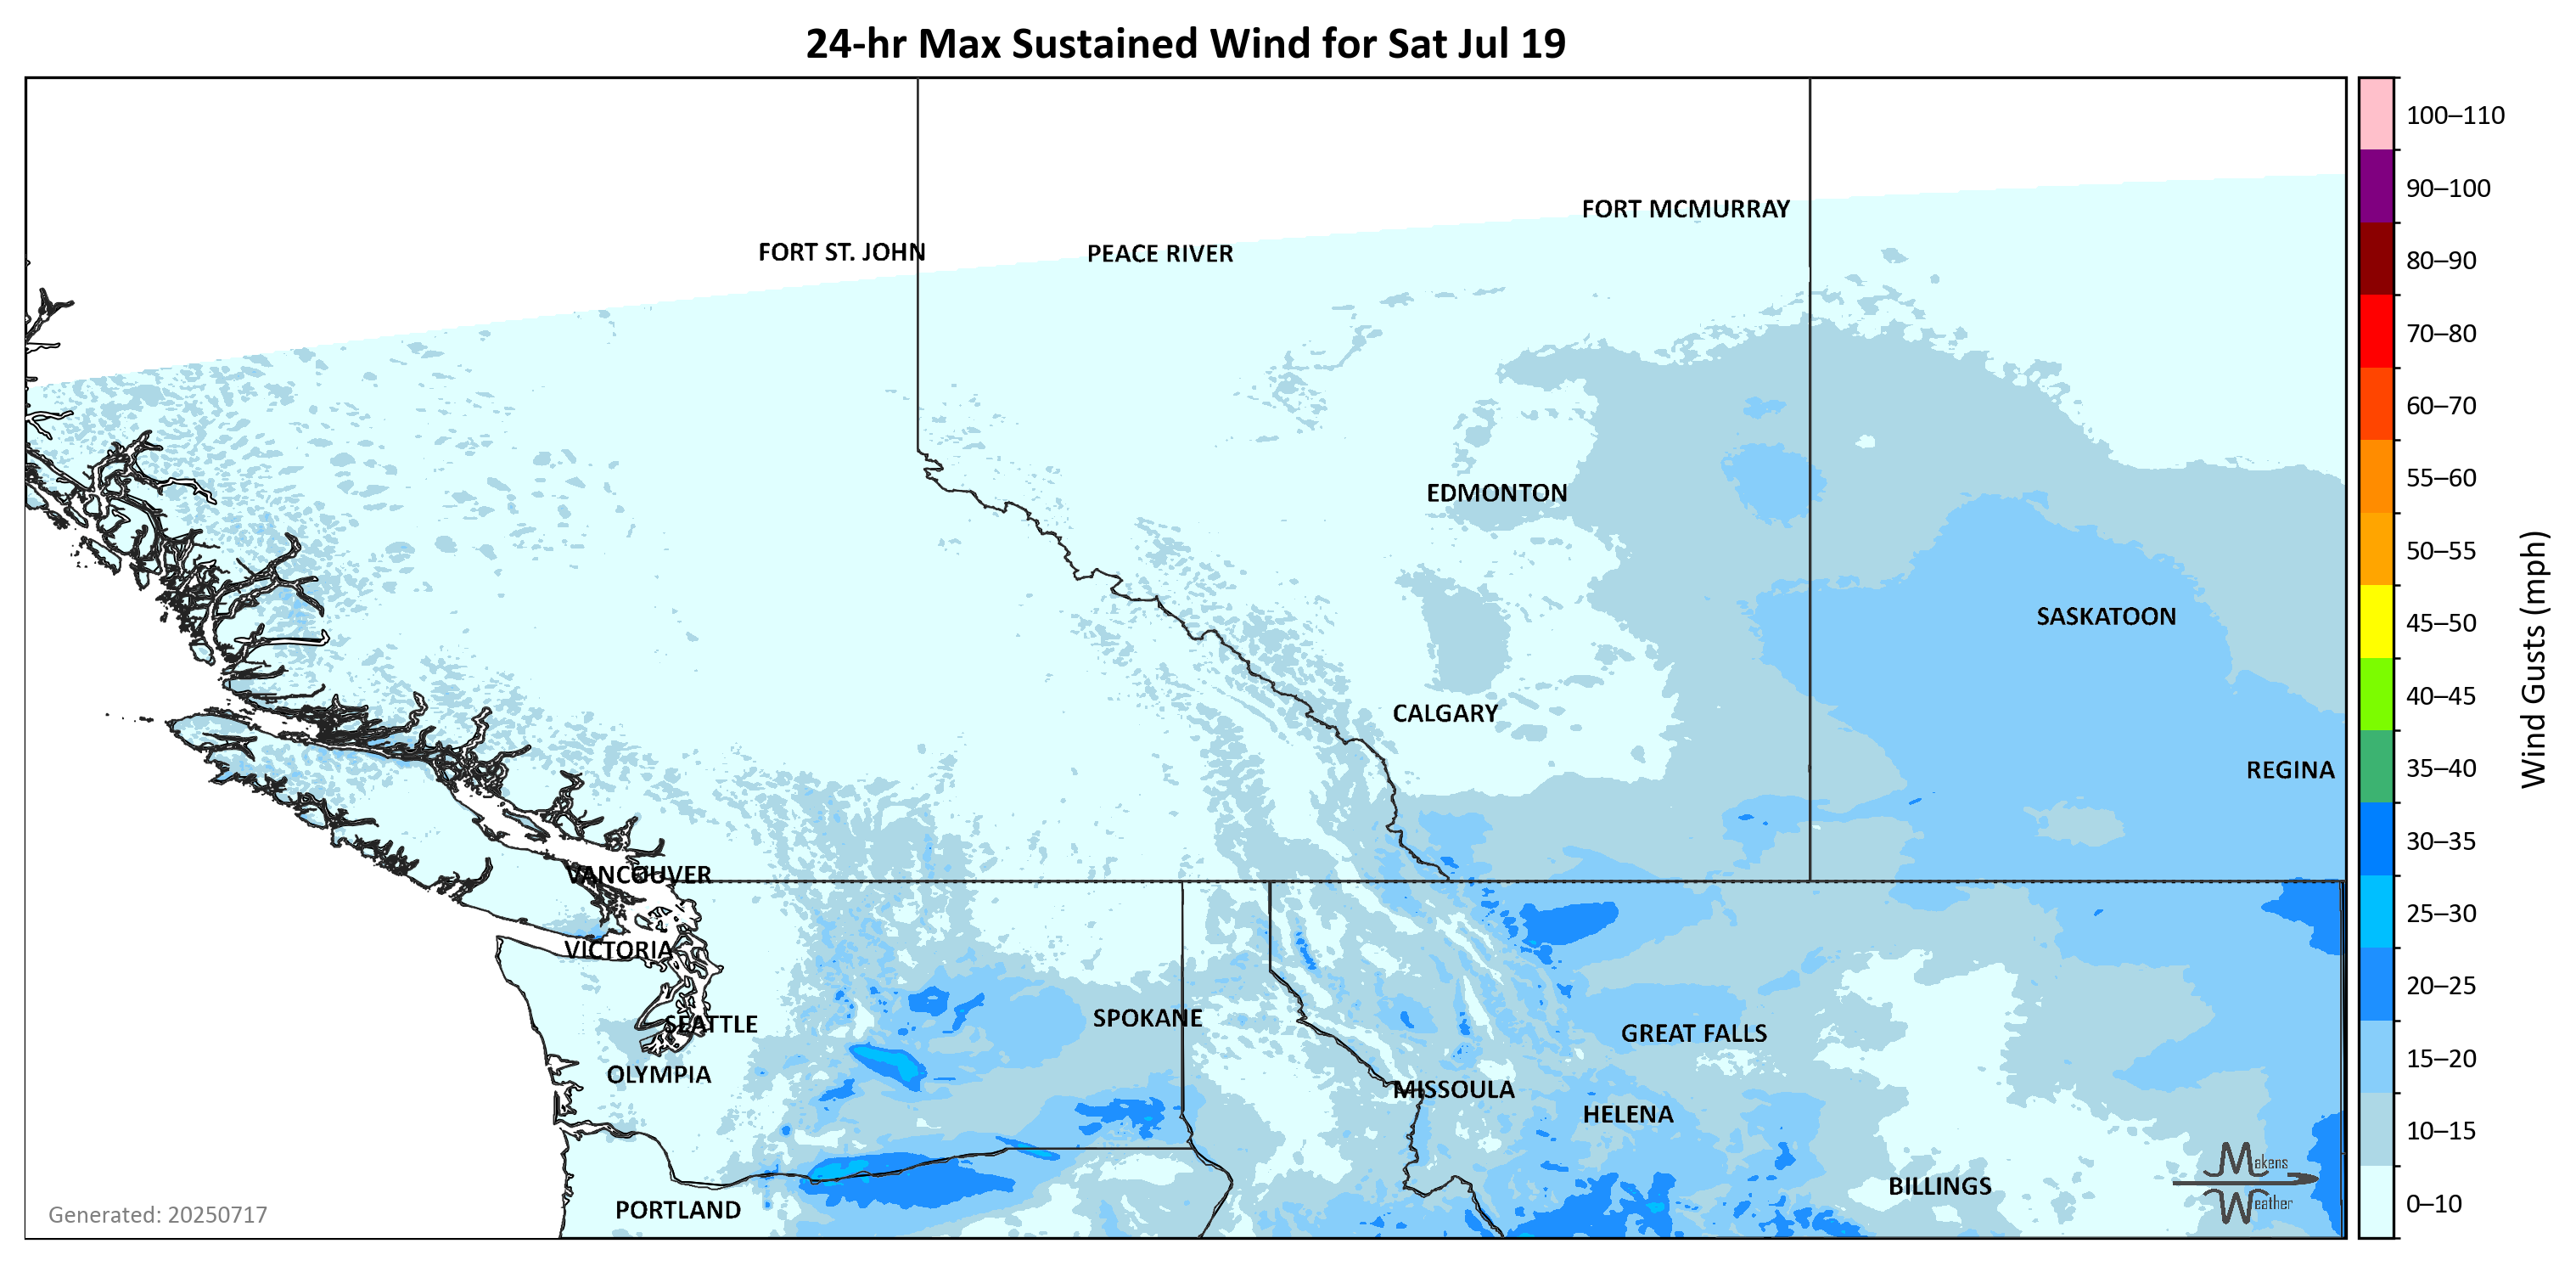 24-hr Max Sustained Wind for Sat Jul 19
100–110
90–100
80–90
70–80
60–70
55–60
50–55
45–50
40–45
35–40
30–35
25–30
20–25
15–20
10–15
0–10
Wind Gusts (mph)
FORT MCMURRAY
FORT ST. JOHN
PEACE RIVER
EDMONTON
SASKATOON
CALGARY
REGINA
VANCOUVER
VICTORIA
SEATTLE
SPOKANE
GREAT FALLS
OLYMPIA
MISSOULA
HELENA
BILLINGS
PORTLAND
Makens
Weather
Generated: 20250717